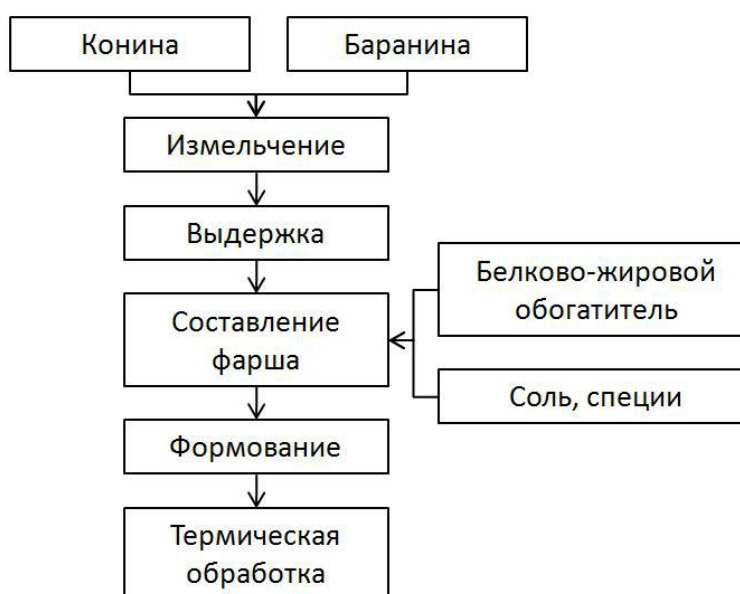 Конина
Баранина
Измельчение
Выдержка
Белково-жировой
обогатитель
Составление
фарша
Соль, специи
Формование
Термическая
обработка